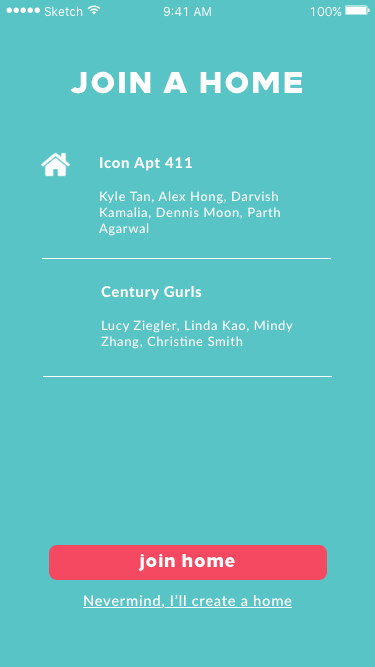 Sketch 9:41 AM 100%
JOIN A HOME
Icon Apt 411
Kyle Tan, Alex Hong, Darvish
Kamalia, Dennis Moon, Parth
Agarwal
Century Gurls
Lucy Ziegler, Linda Kao, Mindy
Zhang, Christine Smith
join home
Nevermind, I'll create a home